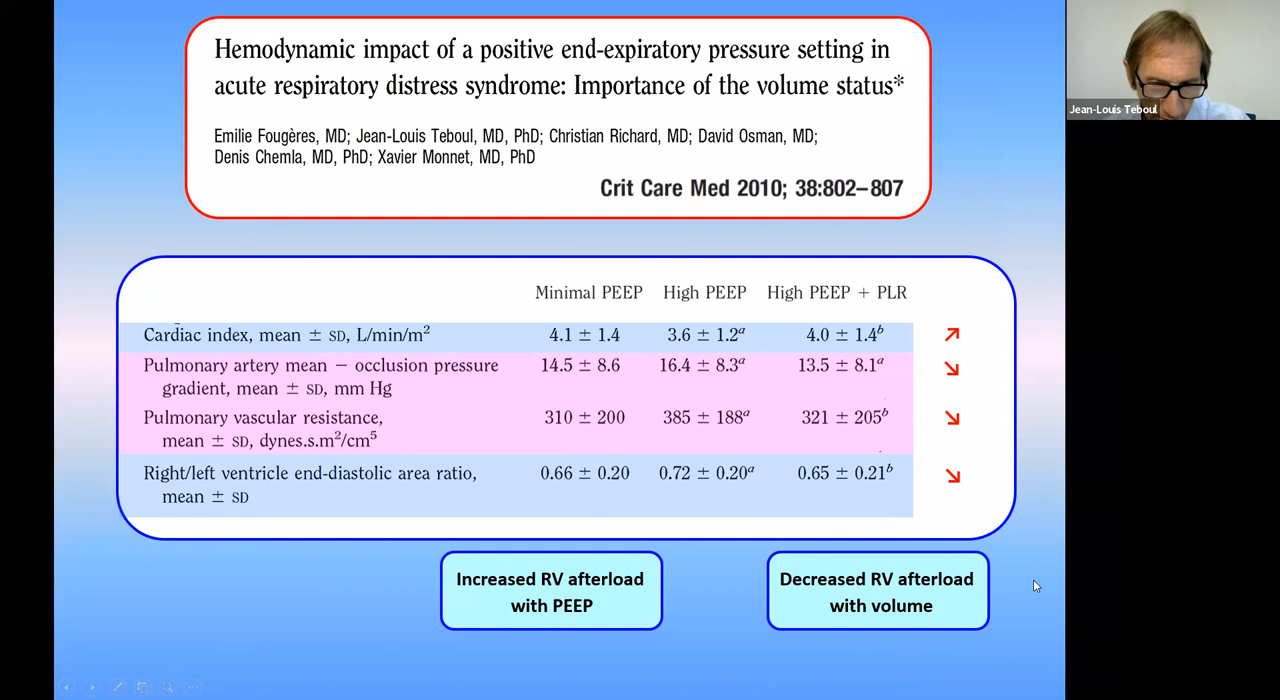 Hemodynamic impact of a positive end-expiratory pressure setting in
acute respiratory distress syndrome: Importance of the volume status*
Emilie Fougères, MD; Jean-Louis Teboul, MD, PhD; Christian Richard, MD; David Osman, MD;
Denis Chemla, MD, PhD; Xavier Monnet, MD, PhD
Crit Care Med 2010; 38:802–807
Jean-Louis Teboul
Minimal PEEP High PEEP High PEEP + PLR
Cardiac index, mean ± SD, L/min/m² 4.1 ± 1.4 3.6 ± 1.2ᵃ 4.0 ± 1.4ᵇ
Pulmonary artery mean − occlusion pressure 14.5 ± 8.6 16.4 ± 8.3ᵃ 13.5 ± 8.1ᵃ
gradient, mean ± SD, mm Hg
Pulmonary vascular resistance, 310 ± 200 385 ± 188ᵃ 321 ± 205ᵇ
mean ± SD, dynes.s.m²/cm⁵
Right/left ventricle end-diastolic area ratio, 0.66 ± 0.20 0.72 ± 0.20ᵃ 0.65 ± 0.21ᵇ
mean ± SD
Increased RV afterload
with PEEP
Decreased RV afterload
with volume